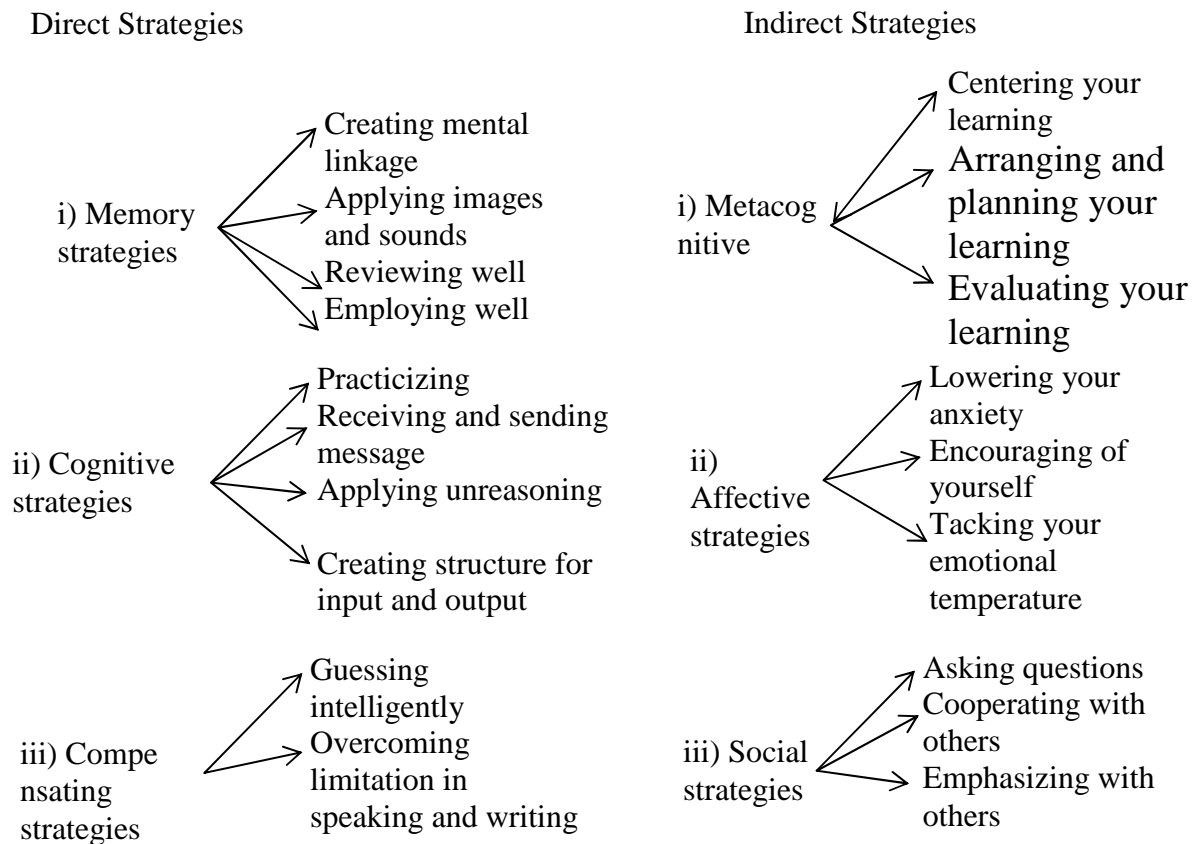 Direct Strategies
i) Memory
strategies
Creating mental
linkage
Applying images
and sounds
Reviewing well
Employing well
ii) Cognitive
strategies
Practicizing
Receiving and sending
message
Applying unreasoning
Creating structure for
input and output
iii) Compe
nsating
strategies
Guessing
intelligently
Overcoming
limitation in
speaking and writing
Indirect Strategies
i) Metacog
nitive
Centering your
learning
Arranging and
planning your
learning
Evaluating your
learning
ii)
Affective
strategies
Lowering your
anxiety
Encouraging of
yourself
Tacking your
emotional
temperature
iii) Social
strategies
Asking questions
Cooperating with
others
Emphasizing with
others